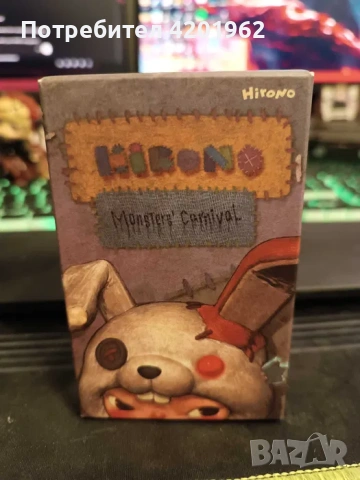 Потребител 4201962
Hirono
HIRONO
Monsters' Carnival
BAZAR